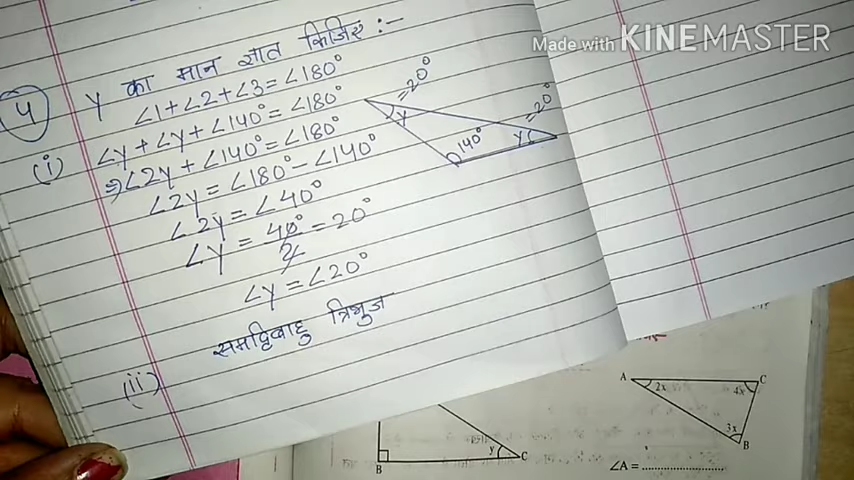 Made with KINEMASTER
4 Y का मान ज्ञात किजिए :-
∠1+∠2+∠3=∠180°
(i) ∠y+∠y+∠140°=∠180°
⇒∠2y+∠140°=∠180°
∠2y=∠180°-∠140°
∠2y=∠40°
∠y=40°/2=20°
∠y=∠20°
समद्विबाहु त्रिभुज
(ii)
=20°
y
140°
y
=20°
B
y
C
A
2x
4x
C
3x
B
∠A = ........................